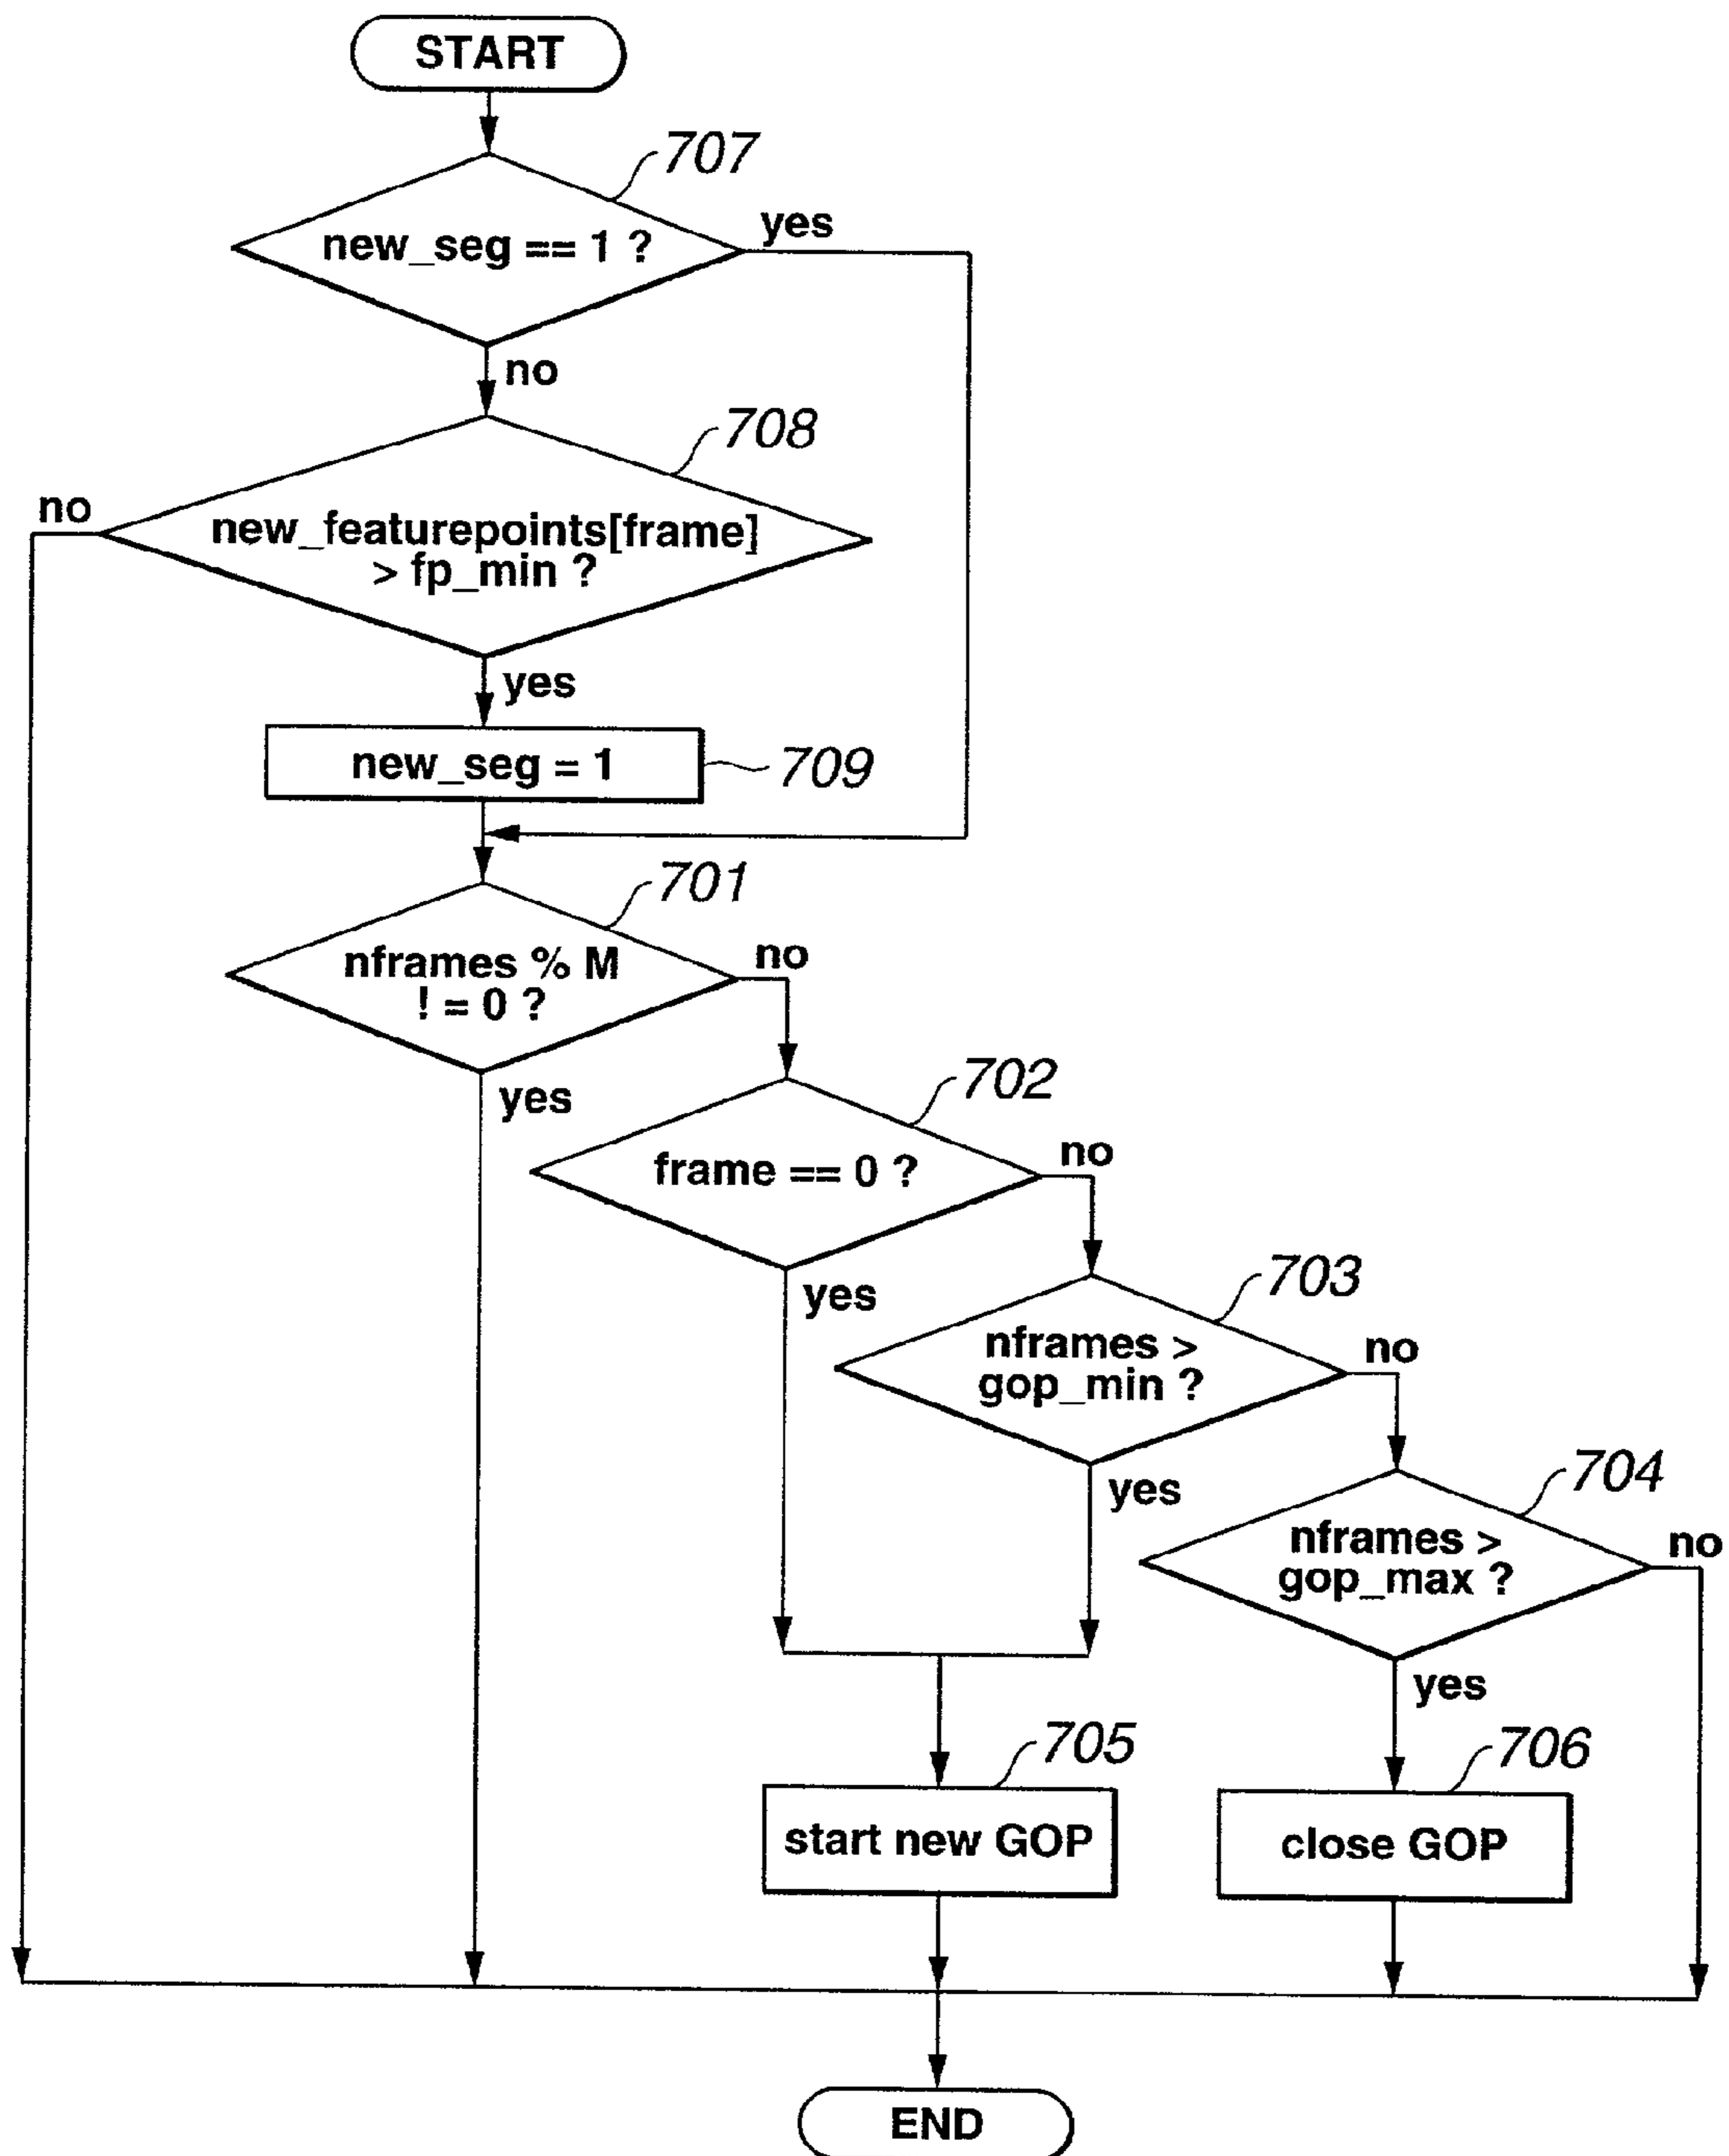 START
707
new_seg == 1 ?
yes
no
708
no
new_featurepoints[frame]
> fp_min ?
yes
new_seg = 1
709
701
nframes % M
! = 0 ?
no
yes
702
frame == 0 ?
no
yes
703
nframes >
gop_min ?
no
yes
704
nframes >
gop_max ?
no
yes
705
start new GOP
706
close GOP
END